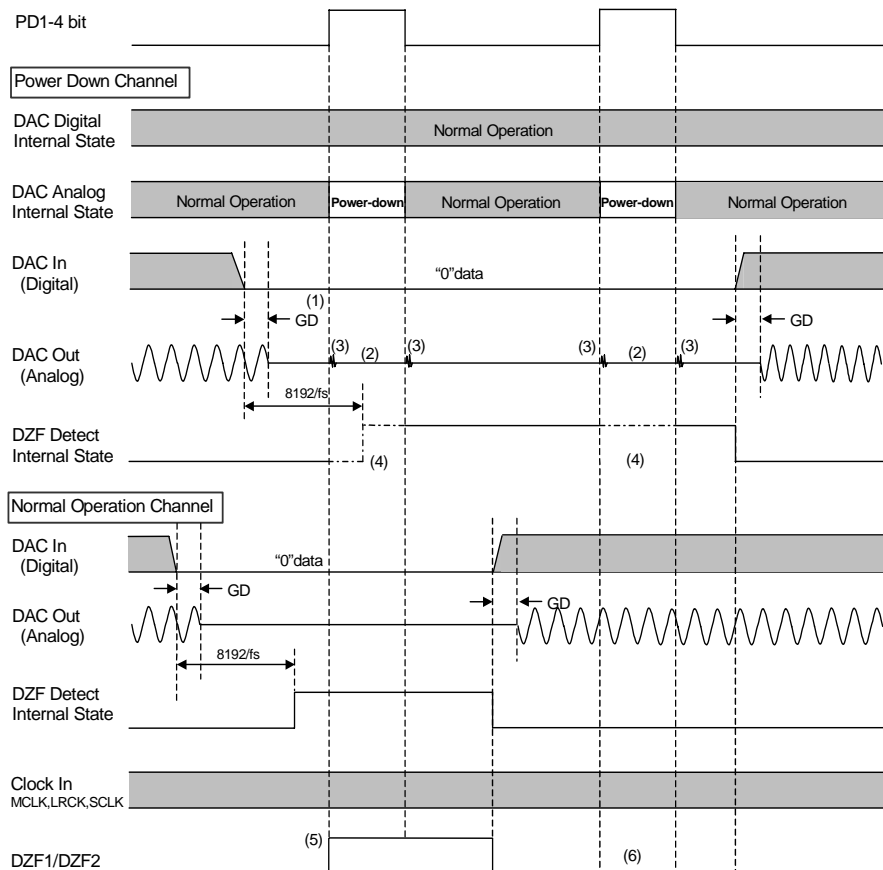 PD1-4 bit
Power Down Channel
DAC Digital
Internal State
Normal Operation
DAC Analog
Internal State
Normal Operation
Power-down
Normal Operation
Power-down
Normal Operation
DAC In
(Digital)
“0”data
(1)
GD
GD
DAC Out
(Analog)
(3)
(2)
(3)
(3)
(2)
(3)
8192/fs
DZF Detect
Internal State
(4)
(4)
Normal Operation Channel
DAC In
(Digital)
“0”data
GD
GD
DAC Out
(Analog)
8192/fs
DZF Detect
Internal State
Clock In
MCLK,LRCK,SCLK
DZF1/DZF2
(5)
(6)